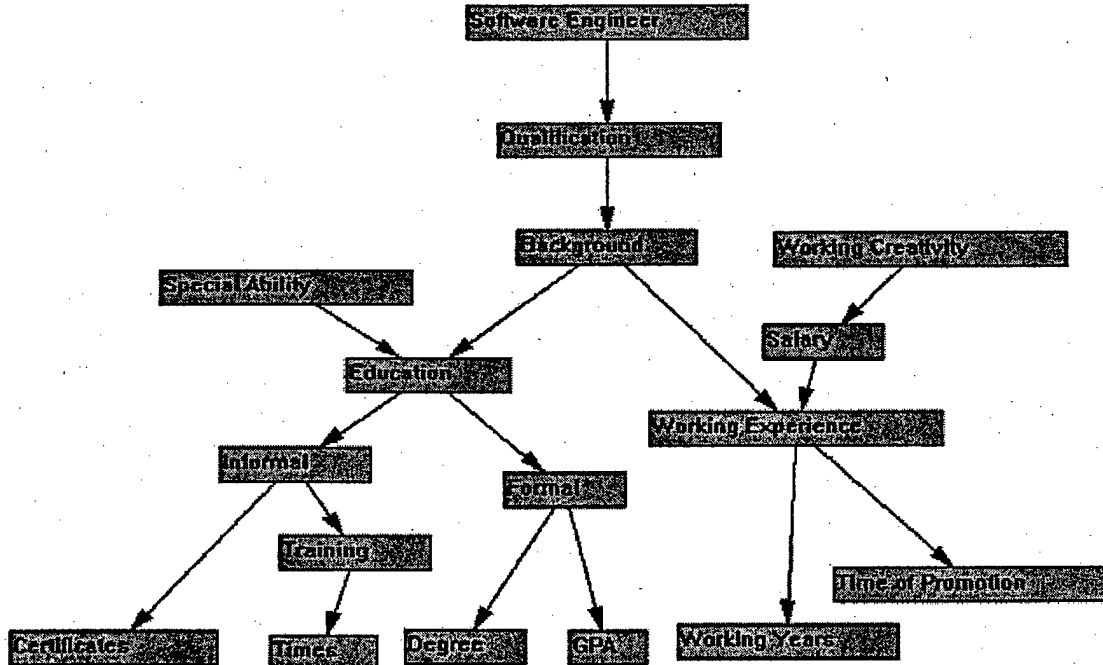 Software Engineer
Qualification
Background
Working Creativity
Special Ability
Salary
Education
Working Experience
Informal
Formal
Training
Time of Promotion
Certificates
Times
Degree
GPA
Working Years